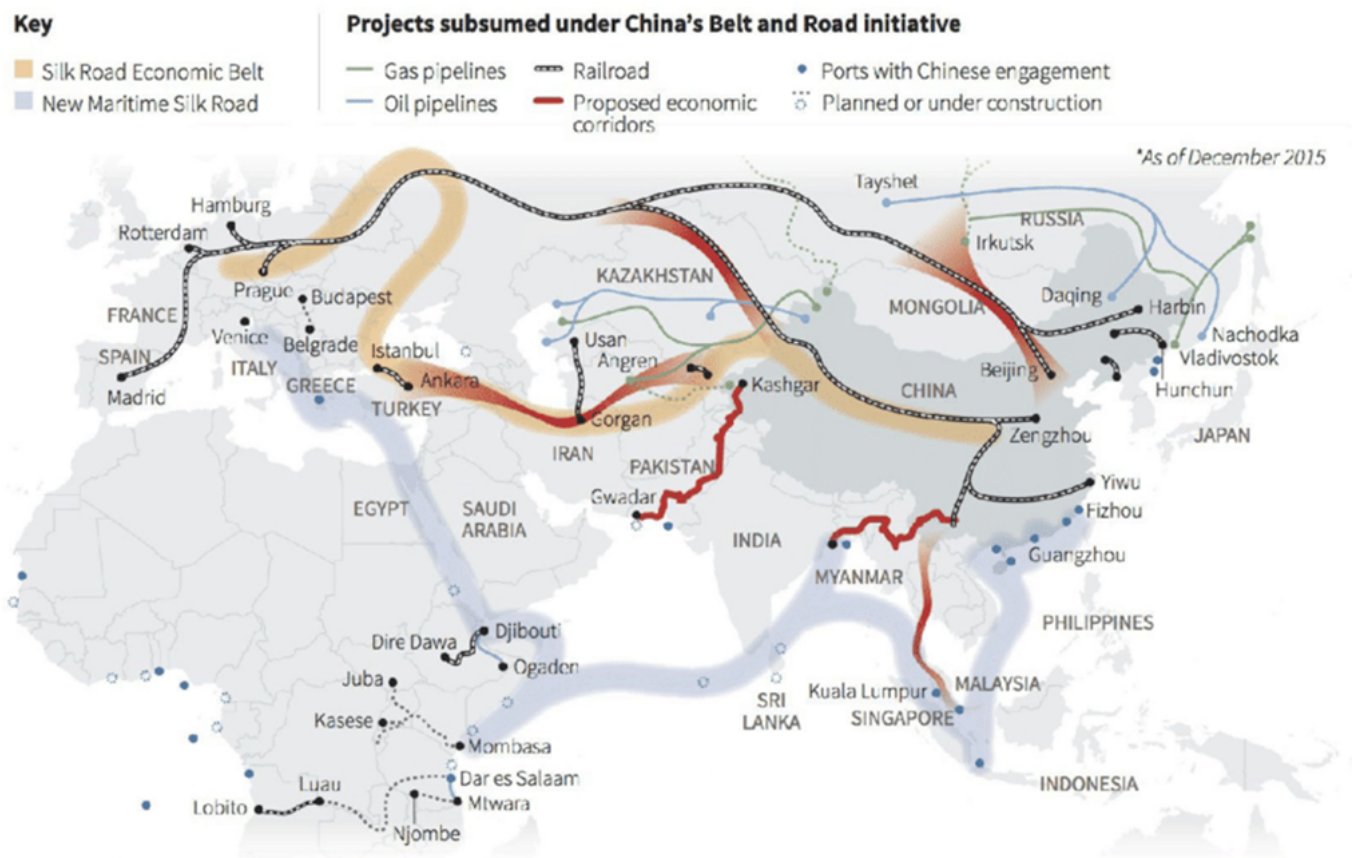 Key
Silk Road Economic Belt
New Maritime Silk Road
Projects subsumed under China's Belt and Road initiative
Gas pipelines
Oil pipelines
Railroad
Proposed economic
corridors
Ports with Chinese engagement
Planned or under construction
*As of December 2015
Tayshet
Hamburg
Rotterdam
RUSSIA
Irkutsk
KAZAKHSTAN
Prague
Budapest
Daqing
Harbin
FRANCE
MONGOLIA
Venice
Belgrade
Usan
Nachodka
SPAIN
ITALY
Istanbul
Angren
Vladivostok
Beijing
Ankara
GREECE
Kashgar
CHINA
Hunchun
Madrid
TURKEY
Gorgan
Zengzhou
JAPAN
IRAN
PAKISTAN
Gwadar
Yiwu
EGYPT
SAUDI
ARABIA
Fizhou
INDIA
Guangzhou
MYANMAR
PHILIPPINES
Djibouti
Dire Dawa
Ogaden
Juba
Kuala Lumpur
MALAYSIA
SRI
LANKA
SINGAPORE
Kasese
Mombasa
Dar es Salaam
INDONESIA
Luau
Lobito
Mtwara
Njombe